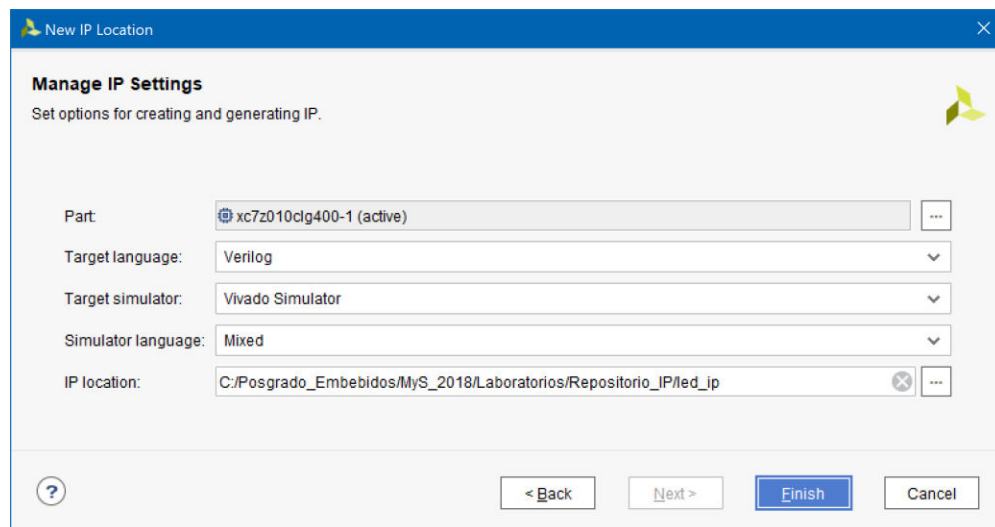 New IP Location
Manage IP Settings
Set options for creating and generating IP.
Part: xc7z010clg400-1 (active) ...
Target language: Verilog
Target simulator: Vivado Simulator
Simulator language: Mixed
IP location: C:/Posgrado_Embebidos/MyS_2018/Laboratorios/Repositorio_IP/led_ip ...
? < Back Next > Finish Cancel